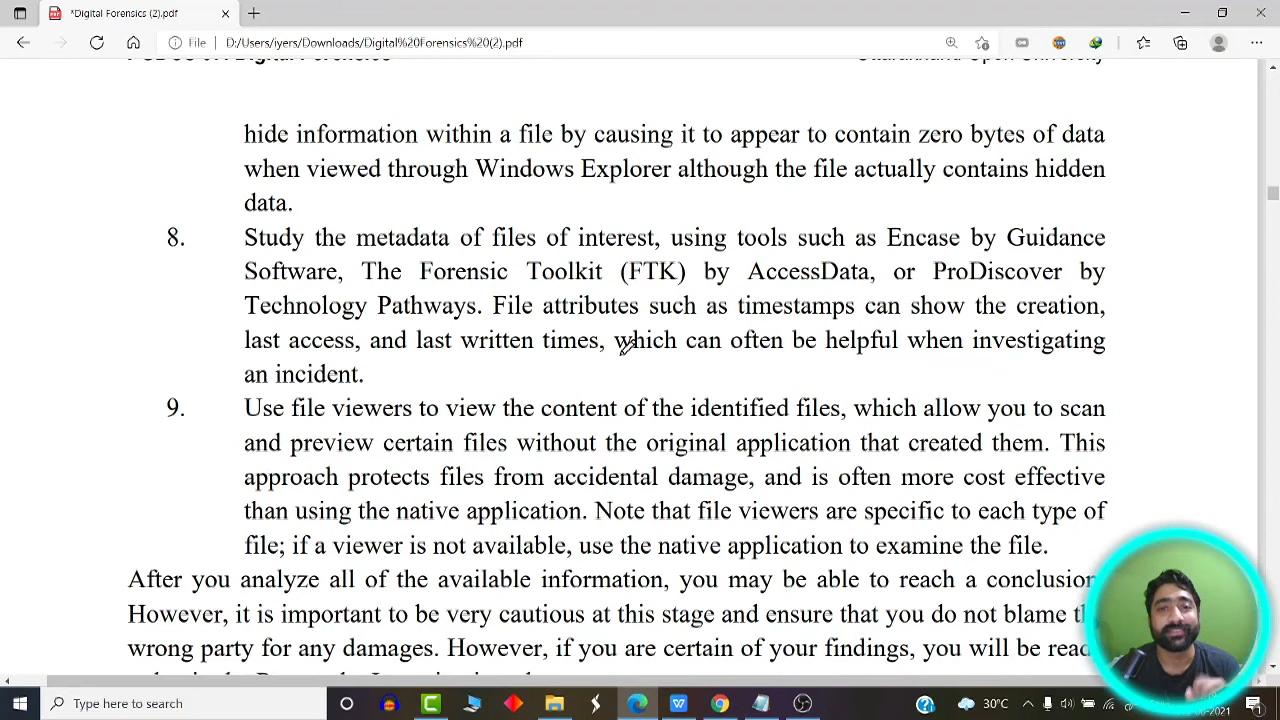 *Digital Forensics (2).pdf
File
D:/Users/iyers/Downloads/Digital%20Forensics%20(2).pdf
hide information within a file by causing it to appear to contain zero bytes of data
when viewed through Windows Explorer although the file actually contains hidden
data.
8. Study the metadata of files of interest, using tools such as Encase by Guidance
Software, The Forensic Toolkit (FTK) by AccessData, or ProDiscover by
Technology Pathways. File attributes such as timestamps can show the creation,
last access, and last written times, which can often be helpful when investigating
an incident.
9. Use file viewers to view the content of the identified files, which allow you to scan
and preview certain files without the original application that created them. This
approach protects files from accidental damage, and is often more cost effective
than using the native application. Note that file viewers are specific to each type of
file; if a viewer is not available, use the native application to examine the file.
After you analyze all of the available information, you may be able to reach a conclusion
However, it is important to be very cautious at this stage and ensure that you do not blame
wrong party for any damages. However, if you are certain of your findings, you will be
Type here to search
30°C